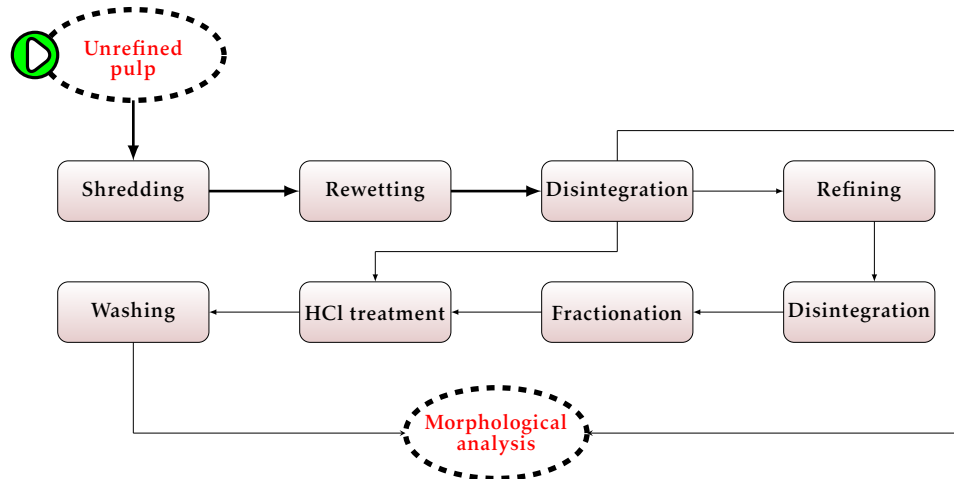 Unrefined
pulp
Shredding
Rewetting
Disintegration
Refining
Washing
HCl treatment
Fractionation
Disintegration
Morphological
analysis